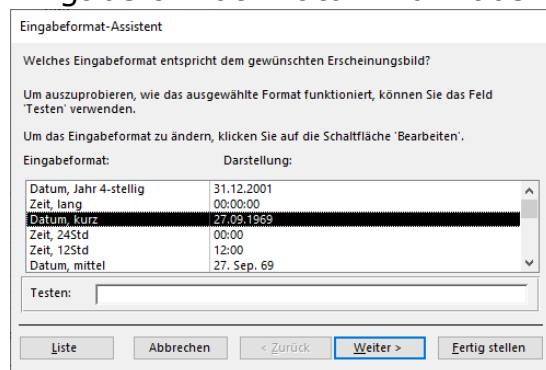 Eingabeformat-Assistent
Welches Eingabeformat entspricht dem gewünschten Erscheinungsbild?
Um auszuprobieren, wie das ausgewählte Format funktioniert, können Sie das Feld
'Testen' verwenden.
Um das Eingabeformat zu ändern, klicken Sie auf die Schaltfläche 'Bearbeiten'.
Eingabeformat: Darstellung:
Datum, Jahr 4-stellig 31.12.2001
Zeit, lang 00:00:00
Datum, kurz 27.09.1969
Zeit, 24Std 00:00
Zeit, 12Std 12:00
Datum, mittel 27. Sep. 69
Testen:
Liste Abbrechen < Zurück Weiter > Fertig stellen